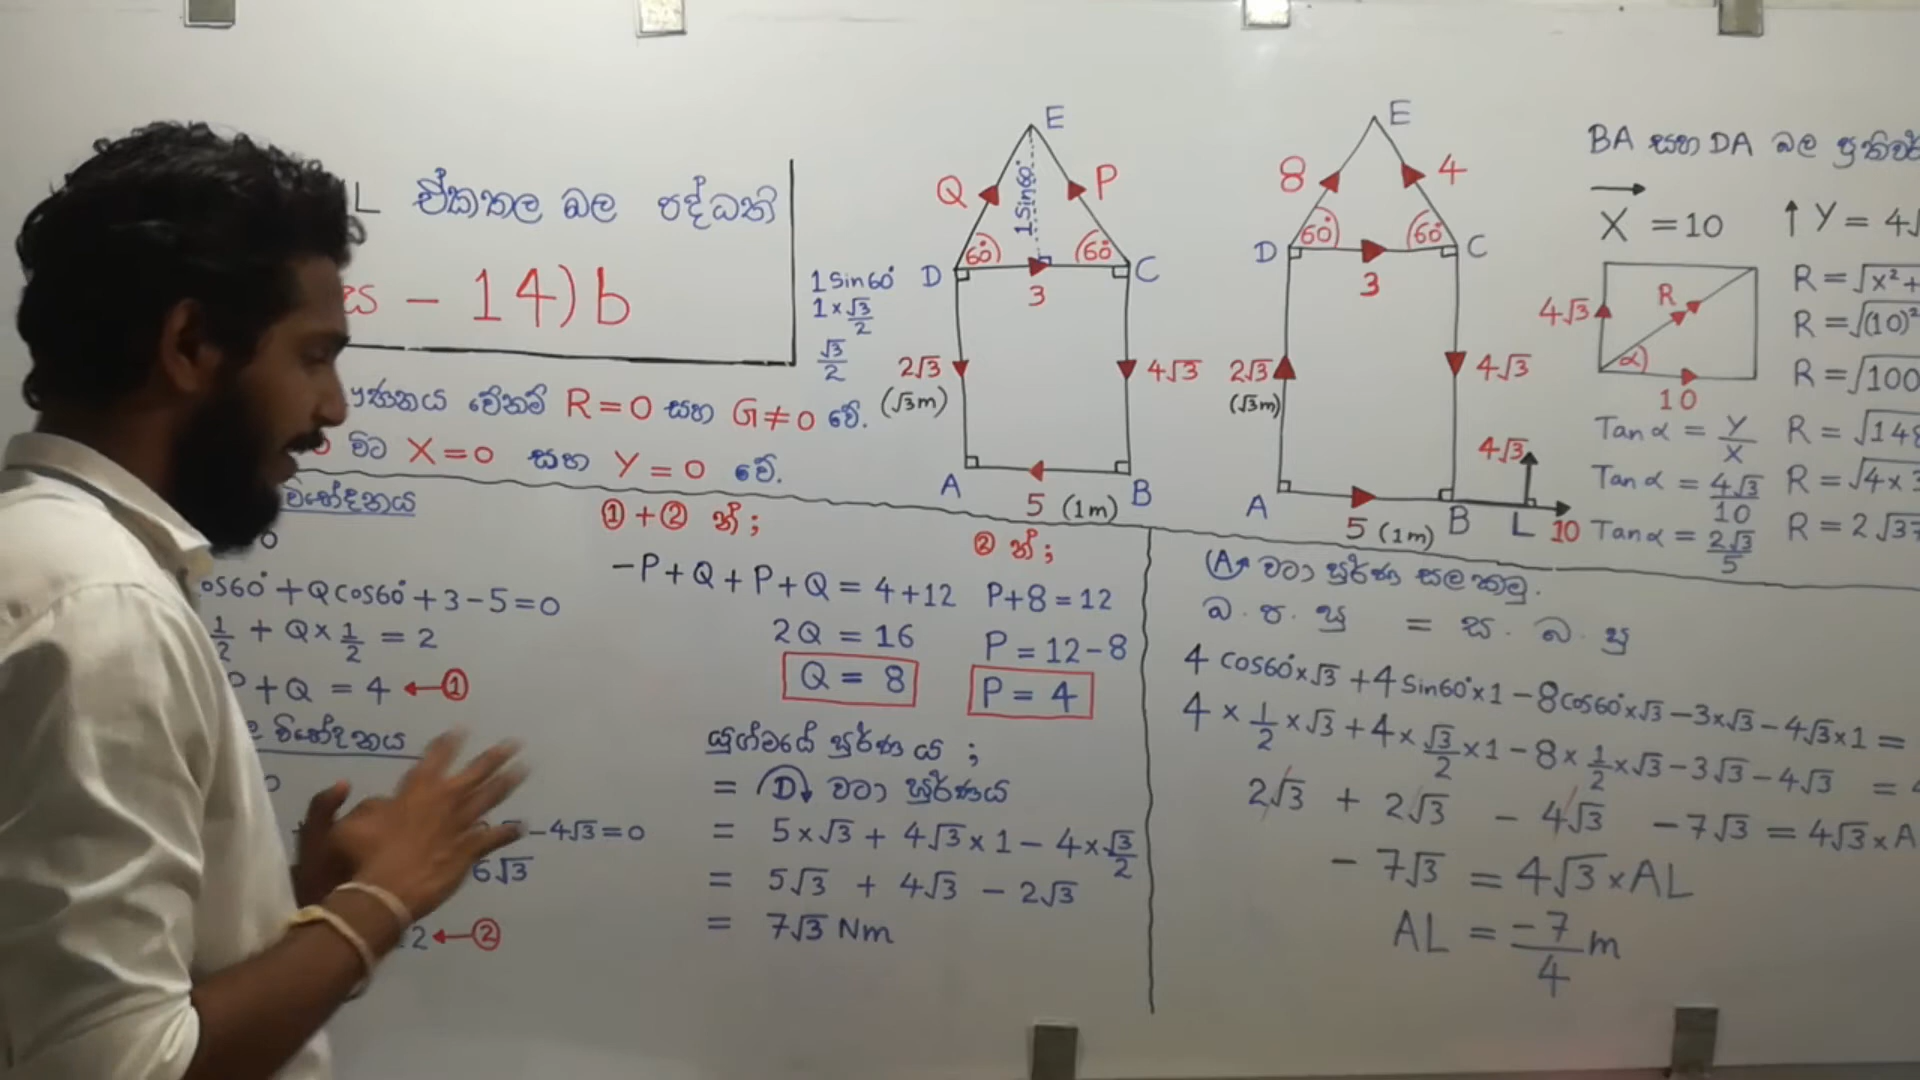 L ඒකතල බල පද්ධති
- 14) b
වේනම් R = 0 සහ G ≠ 0 වේ.
විට X = 0 සහ Y = 0 වේ.
විභේදනය
0
cos60° + Q cos60° + 3 - 5 = 0
1/2 + Q × 1/2 = 2
P + Q = 4 ← ①
විභේදනය
- 4√3 = 0
6√3
12 ← ②
① + ② න් ;
-P + Q + P + Q = 4 + 12
2Q = 16
Q = 8
② න් ;
P + 8 = 12
P = 12 - 8
P = 4
යුග්මයේ ඝූර්ණය ;
= D වටා ඝූර්ණය
= 5 × √3 + 4√3 × 1 - 4 × √3/2
= 5√3 + 4√3 - 2√3
= 7√3 Nm
1 Sin60°
1 × √3/2
√3/2
E
Q
P
1 Sin60°
60°
60°
D
C
3
2√3
(√3m)
4√3
A
B
5 (1m)
E
8
4
60°
60°
D
C
3
2√3
(√3m)
4√3
4√3
A
B
L
10
5 (1m)
BA සහ DA බල
X = 10
↑ Y = 4√
4√3
R
α
10
R = √x² +
R = √(10)²
R = √100
Tan α = Y/X
R = √148
Tan α = 4√3/10
R = √4 × 3
Tan α = 2√3/5
R = 2√37
A වටා ඝූර්ණ සලකමු.
බ. ප. ඝූ = ස. බ. ඝූ
4 cos60° × √3 + 4 Sin60° × 1 - 8 cos60° × √3 - 3 × √3 - 4√3 × 1 =
4 × 1/2 × √3 + 4 × √3/2 × 1 - 8 × 1/2 × √3 - 3√3 - 4√3 = 4
2√3 + 2√3 - 4√3 - 7√3 = 4√3 × A
- 7√3 = 4√3 × AL
AL = -7/4 m